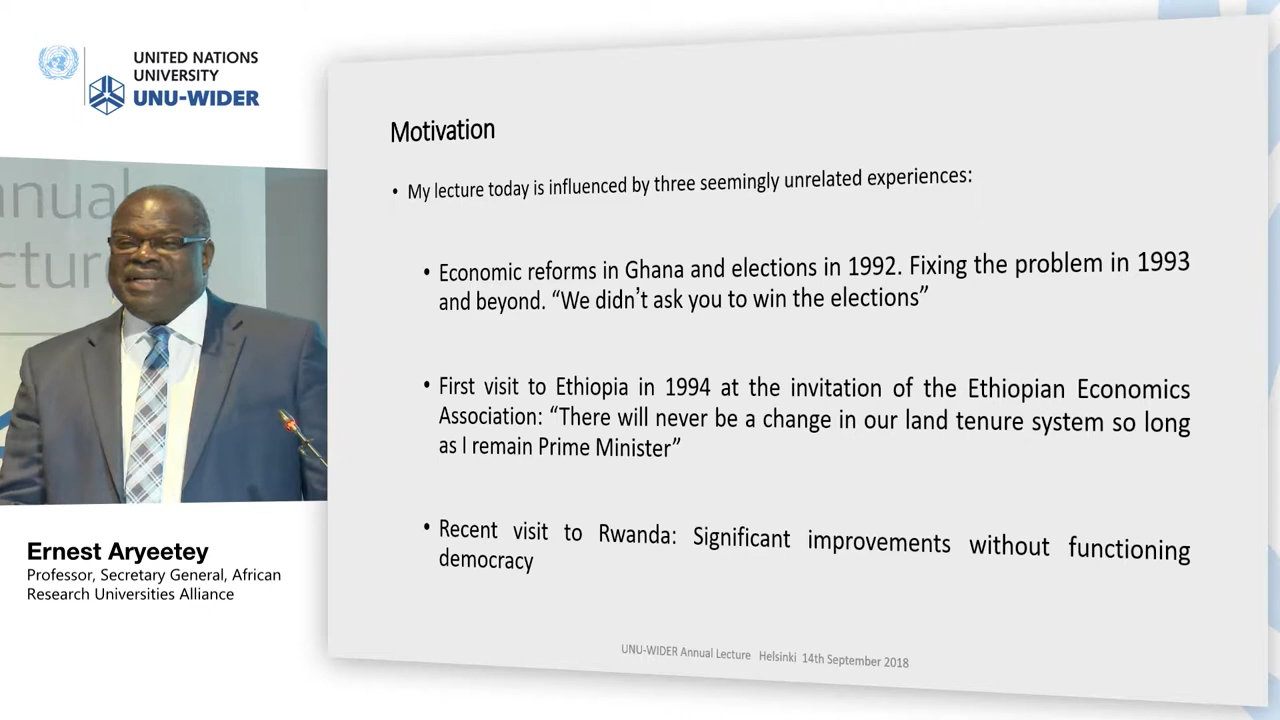 UNITED NATIONS
UNIVERSITY
UNU-WIDER
Motivation
• My lecture today is influenced by three seemingly unrelated experiences:
• Economic reforms in Ghana and elections in 1992. Fixing the problem in 1993
and beyond. “We didn’t ask you to win the elections”
• First visit to Ethiopia in 1994 at the invitation of the Ethiopian Economics
Association: “There will never be a change in our land tenure system so long
as I remain Prime Minister”
• Recent visit to Rwanda: Significant improvements without functioning
democracy
UNU-WIDER Annual Lecture Helsinki 14th September 2018
Ernest Aryeetey
Professor, Secretary General, African
Research Universities Alliance